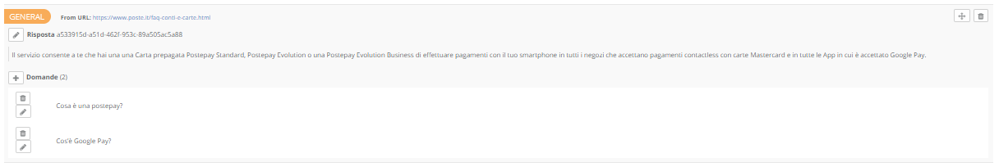 GENERAL From URL: https://www.poste.it/faq-conti-e-carte.html
Risposta a533915d-a51d-462f-953c-89a505ac5a88
Il servizio consente a te che hai una una Carta prepagata Postepay Standard, Postepay Evolution o una Postepay Evolution Business di effettuare pagamenti con il tuo smartphone in tutti i negozi che accettano pagamenti contactless con carte Mastercard e in tutte le App in cui è accettato Google Pay.
Domande (2)
Cosa è una postepay?
Cos'è Google Pay?